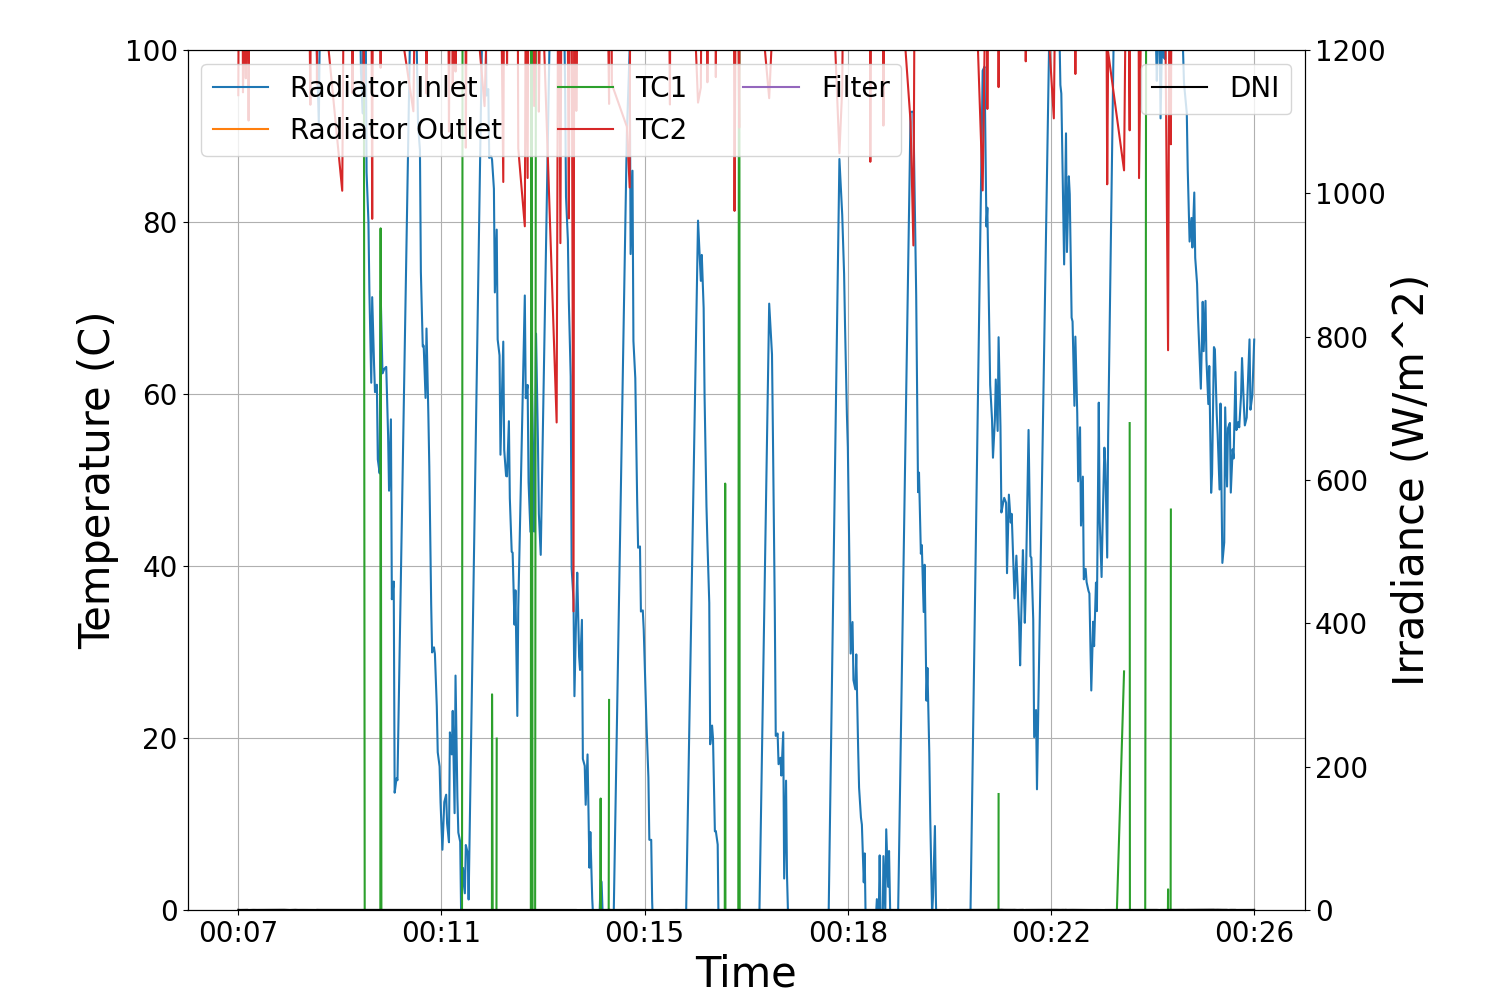 100
80
60
40
20
0
Temperature (C)
Radiator Inlet
Radiator Outlet
TC1
TC2
Filter
DNI
1200
1000
800
600
400
200
0
Irradiance (W/m^2)
00:07 00:11 00:15 00:18 00:22 00:26
Time